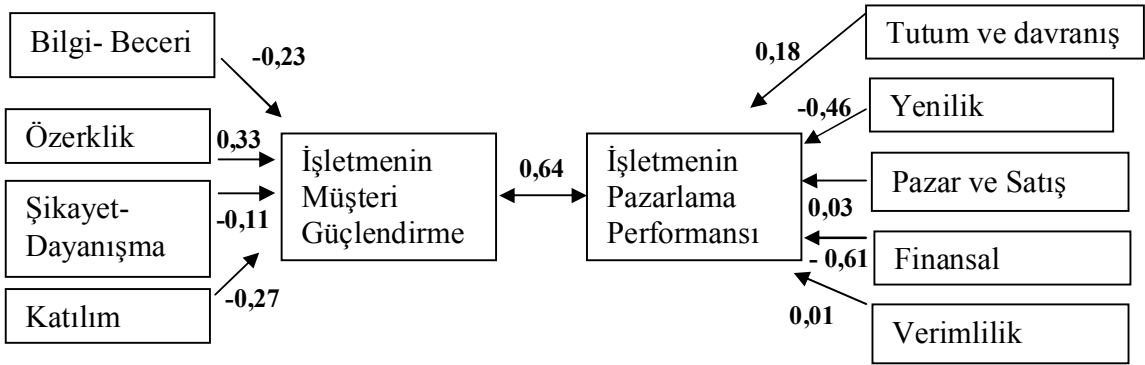 Bilgi- Beceri
-0,23
Özerklik
0,33
Şikayet-
Dayanışma
-0,11
Katılım
-0,27
İşletmenin
Müşteri
Güçlendirme
0,64
İşletmenin
Pazarlama
Performansı
Tutum ve davranış
0,18
Yenilik
-0,46
Pazar ve Satış
0,03
Finansal
- 0,61
Verimlilik
0,01